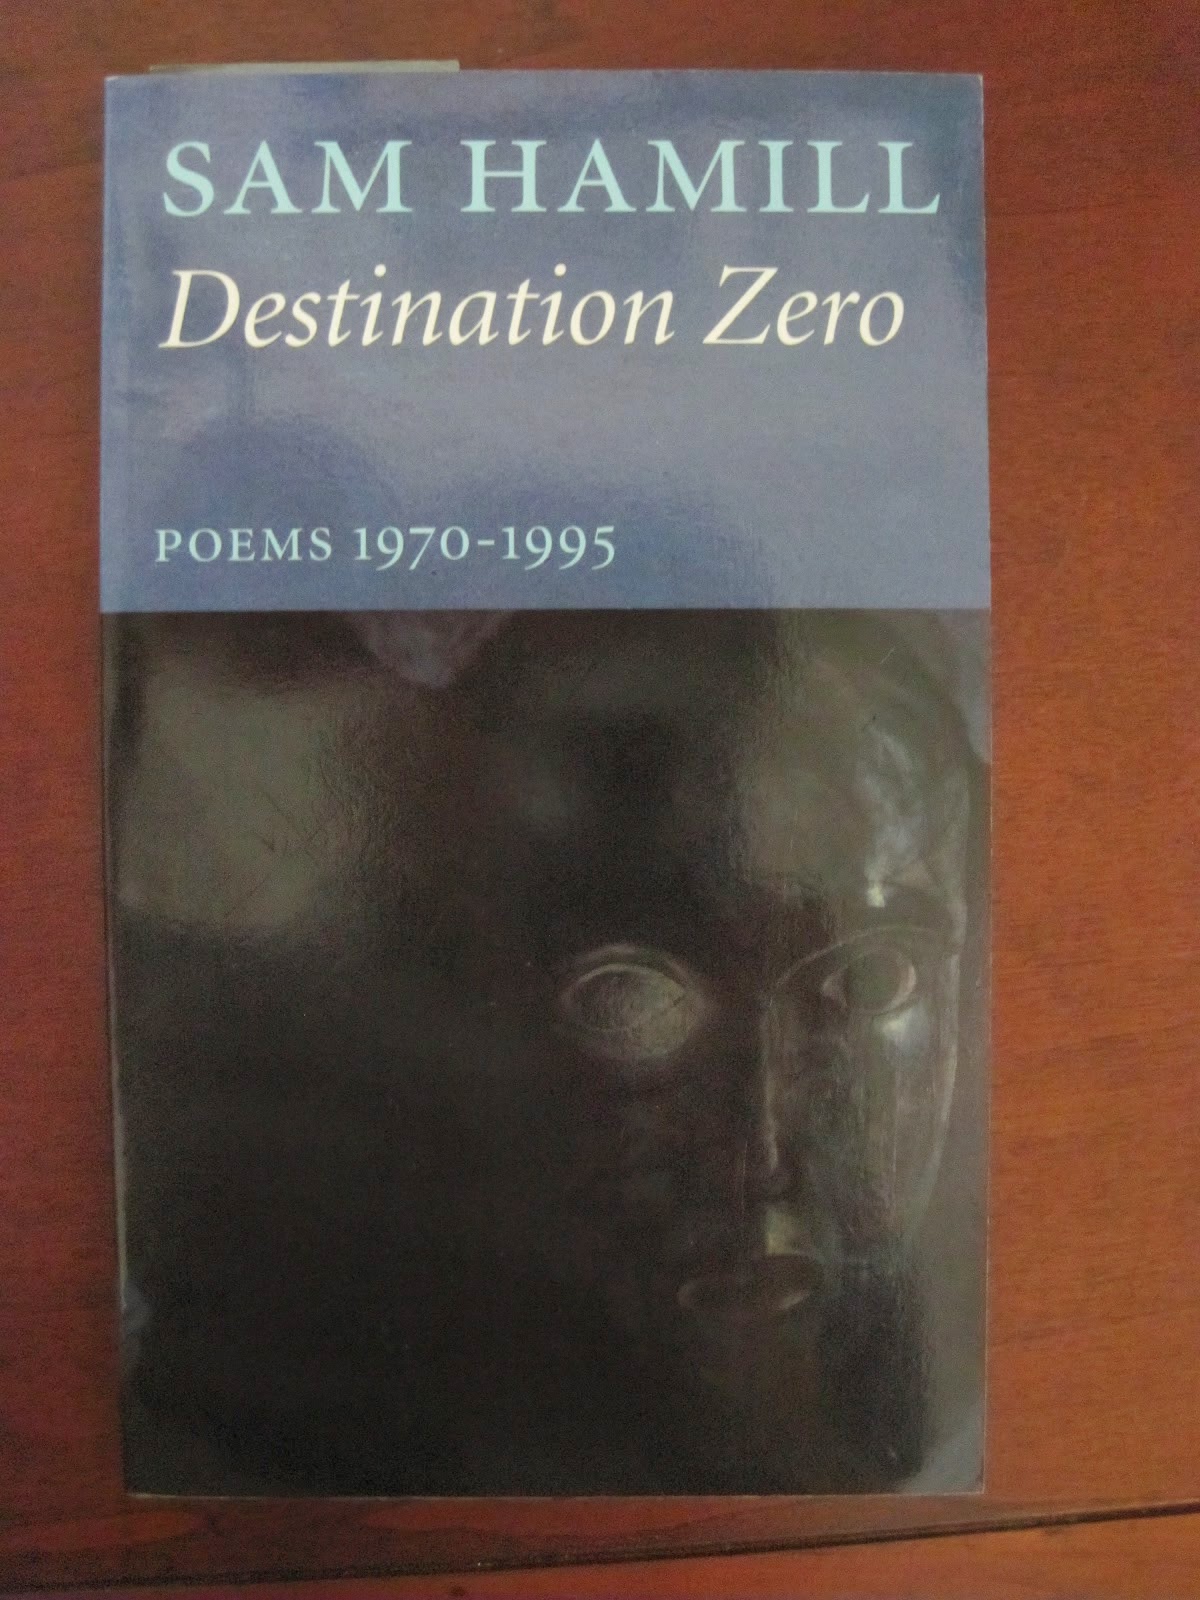 SAM HAMILL
Destination Zero
POEMS 1970-1995